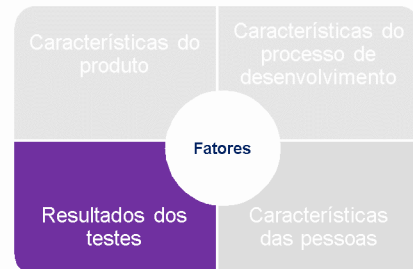 Características do
produto
Características do
processo de
desenvolvimento
Fatores
Resultados dos
testes
Características
das pessoas